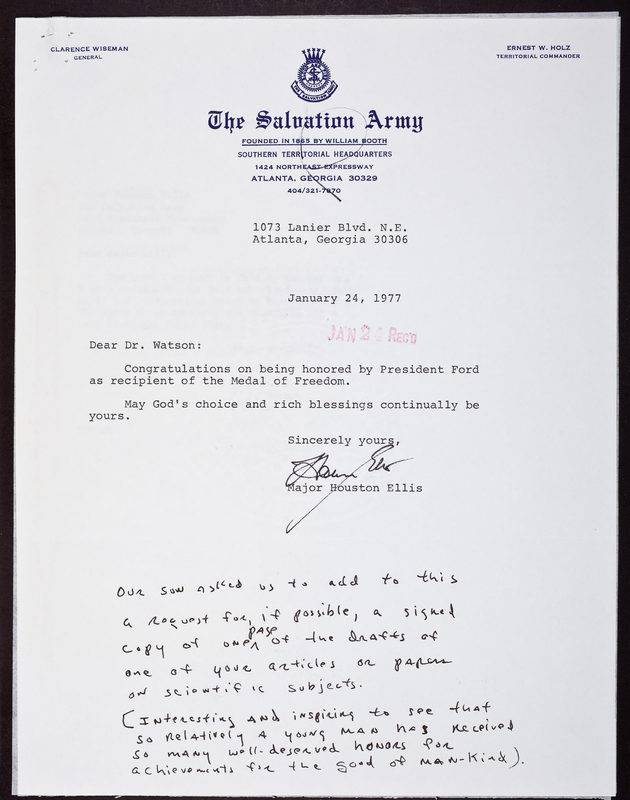 CLARENCE WISEMAN
GENERAL
ERNEST W. HOLZ
TERRITORIAL COMMANDER
The Salvation Army
FOUNDED IN 1865 BY WILLIAM BOOTH
SOUTHERN TERRITORIAL HEADQUARTERS
1424 NORTHEAST EXPRESSWAY
ATLANTA, GEORGIA 30329
404/321-7870
1073 Lanier Blvd. N.E.
Atlanta, Georgia 30306
January 24, 1977
JAN 2 REC'D
Dear Dr. Watson:
Congratulations on being honored by President Ford
as recipient of the Medal of Freedom.
May God's choice and rich blessings continually be
yours.
Sincerely yours,
Major Houston Ellis
Our son asked us to add to this
a request for, if possible, a signed
copy of one page of the drafts of
one of your articles or papers
on scientific subjects.
(Interesting and inspiring to see that
so relatively a young man has received
so many well-deserved honors for
achievements for the good of man-kind).